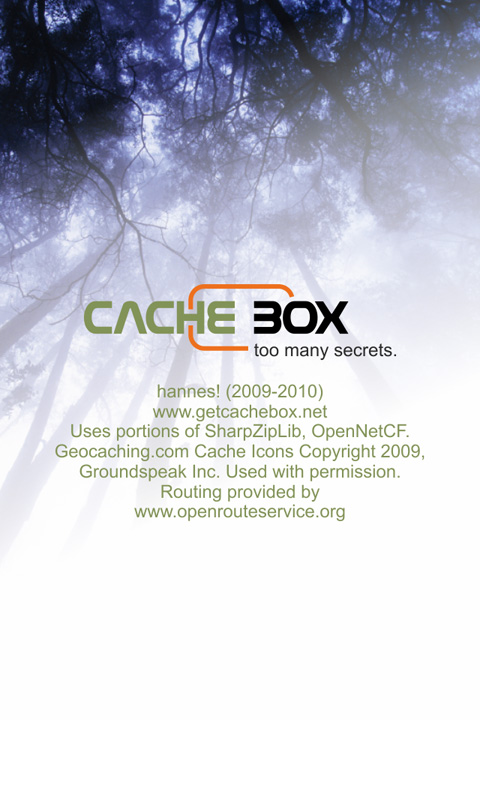 CACHE BOX
too many secrets.
hannes! (2009-2010)
www.getcachebox.net
Uses portions of SharpZipLib, OpenNetCF.
Geocaching.com Cache Icons Copyright 2009,
Groundspeak Inc. Used with permission.
Routing provided by
www.openrouteservice.org